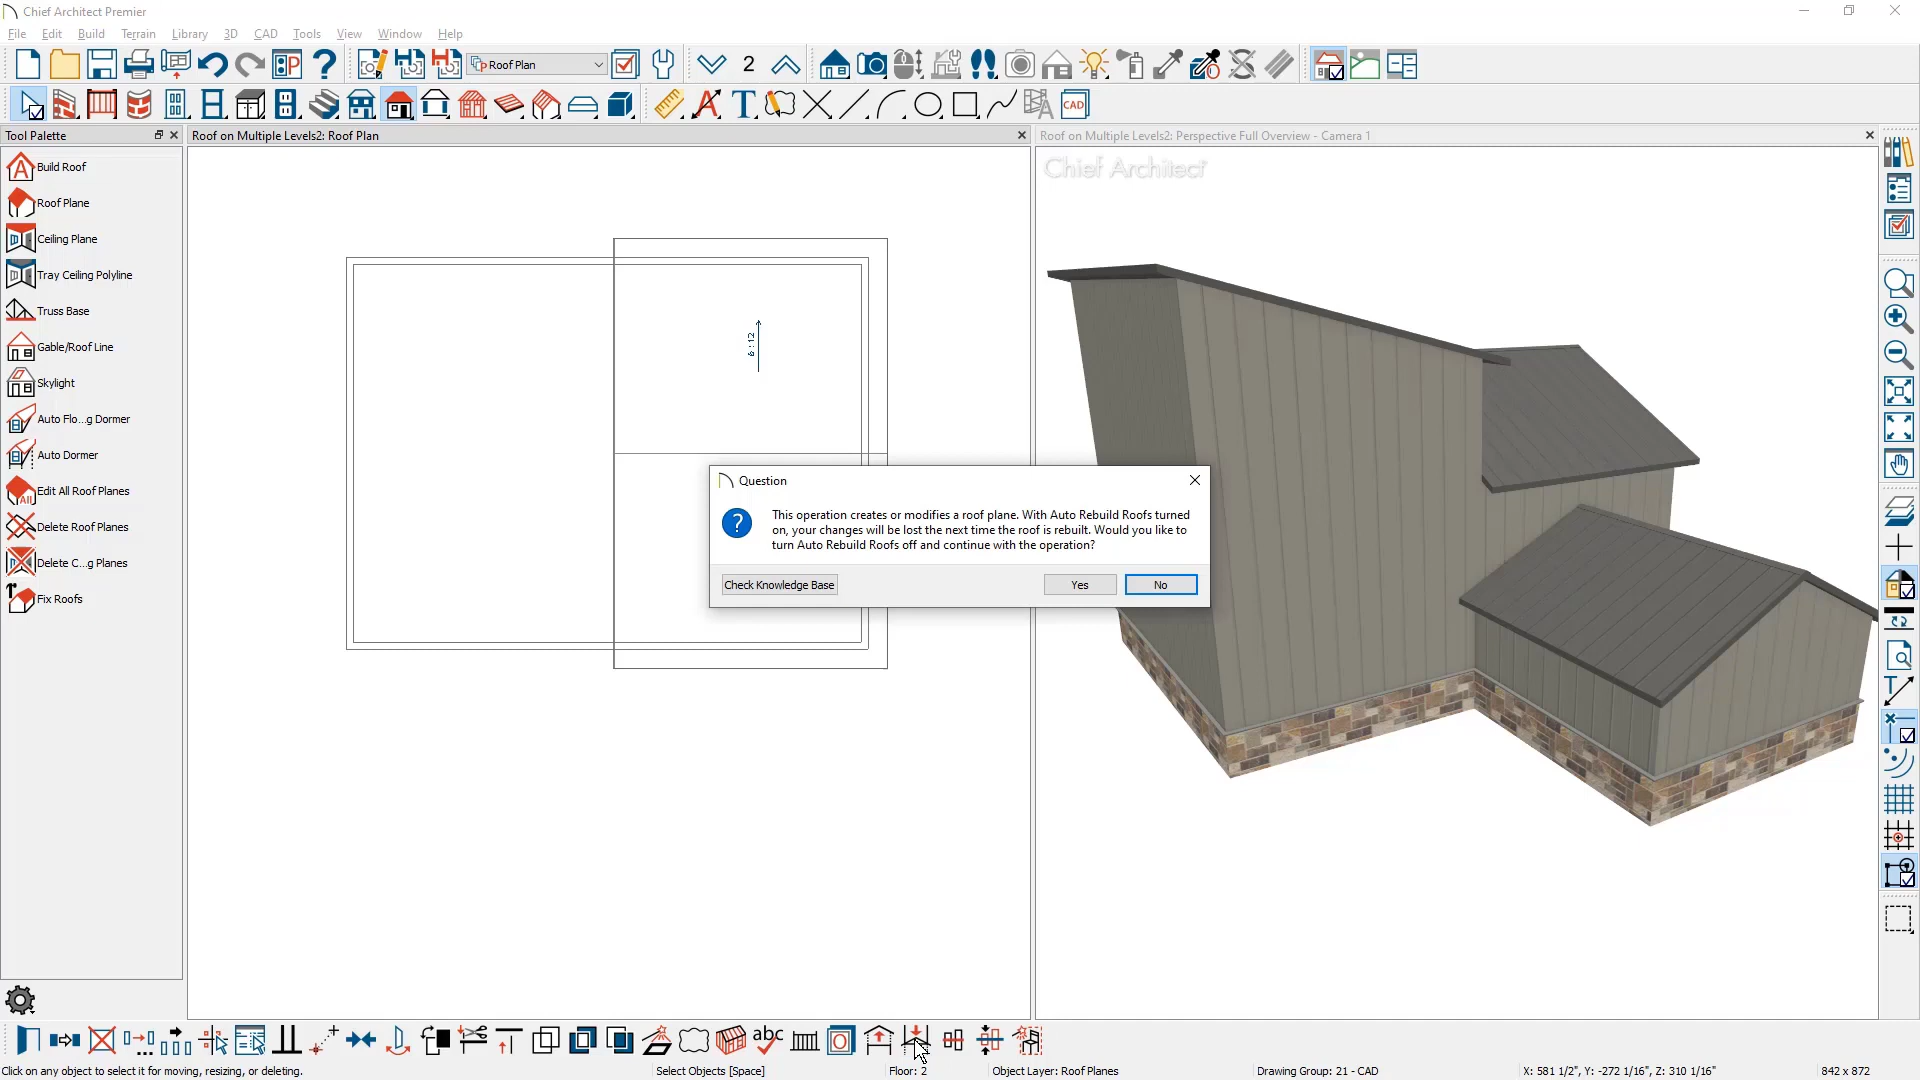 Chief Architect Premier
File Edit Build Terrain Library 3D CAD Tools View Window Help
Roof Plan
2
CAD
Tool Palette
Roof on Multiple Levels2: Roof Plan
Roof on Multiple Levels2: Perspective Full Overview - Camera 1
Chief Architect
Build Roof
Roof Plane
Ceiling Plane
Tray Ceiling Polyline
Truss Base
Gable/Roof Line
Skylight
Auto Flo...g Dormer
Auto Dormer
Edit All Roof Planes
Delete Roof Planes
Delete C...g Planes
Fix Roofs
6 : 12
Question
This operation creates or modifies a roof plane. With Auto Rebuild Roofs turned
on, your changes will be lost the next time the roof is rebuilt. Would you like to
turn Auto Rebuild Roofs off and continue with the operation?
Check Knowledge Base
Yes
No
abc
Click on any object to select it for moving, resizing, or deleting.
Select Objects [Space]
Floor: 2
Object Layer: Roof Planes
Drawing Group: 21 - CAD
X: 581 1/2", Y: -272 1/16", Z: 310 1/16"
842 x 872